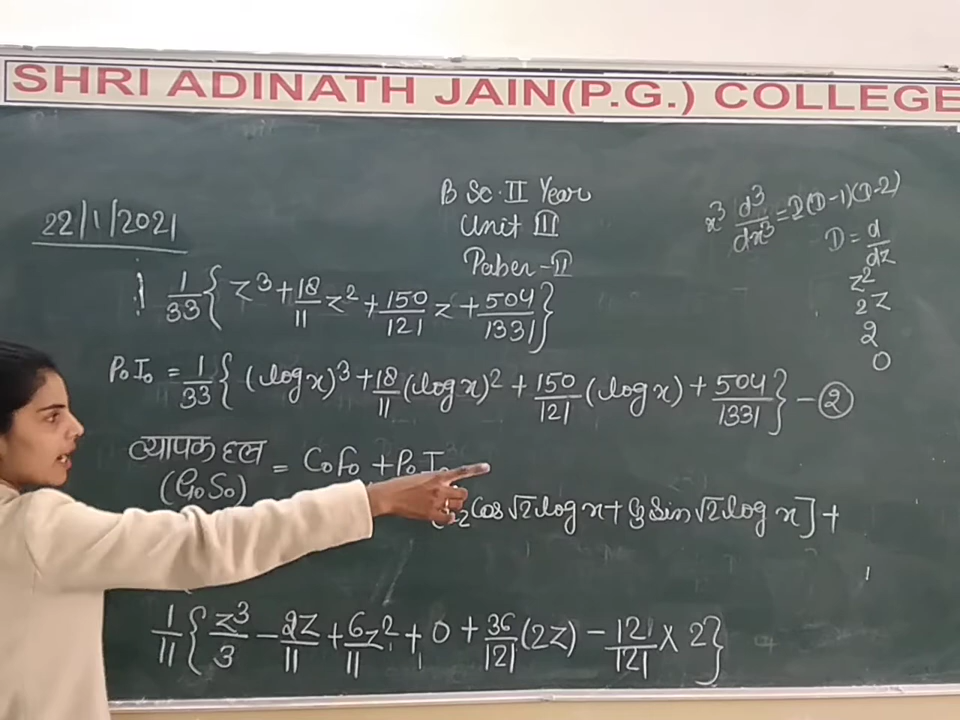 SHRI ADINATH JAIN(P.G.) COLLEGE
22/1/2021
B Sc. II Year
Unit III
Paber-II
x³ d³/dx³ = D(D-1)(D-2)
D = d/dz
z²
2z
2
0
1/33 { z³ + 18/11 z² + 150/121 z + 504/1331 }
P.I. = 1/33 { (log x)³ + 18/11 (log x)² + 150/121 (log x) + 504/1331 } - ②
व्यापक हल = C.F. + P.I.
(G.S.)
cos √2 log x + C₃ sin √2 log x ] +
1/11 { z³/3 - 2z/11 + 6z²/11 + 0 + 36/121 (2z) - 121/121 × 2 }